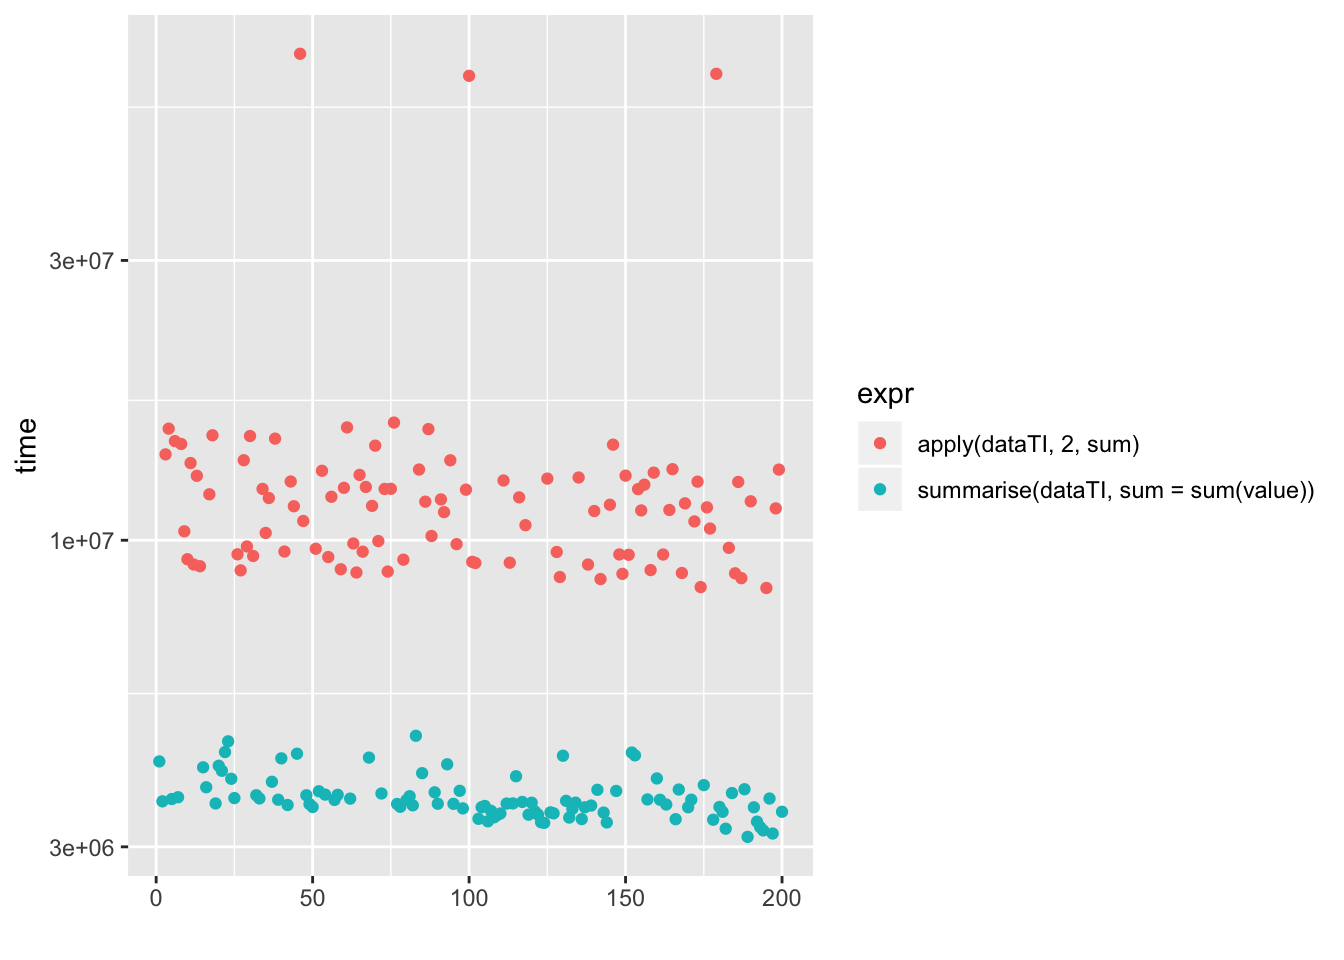 time
3e+07
1e+07
3e+06
0 50 100 150 200
expr
apply(dataTI, 2, sum)
summarise(dataTI, sum = sum(value))